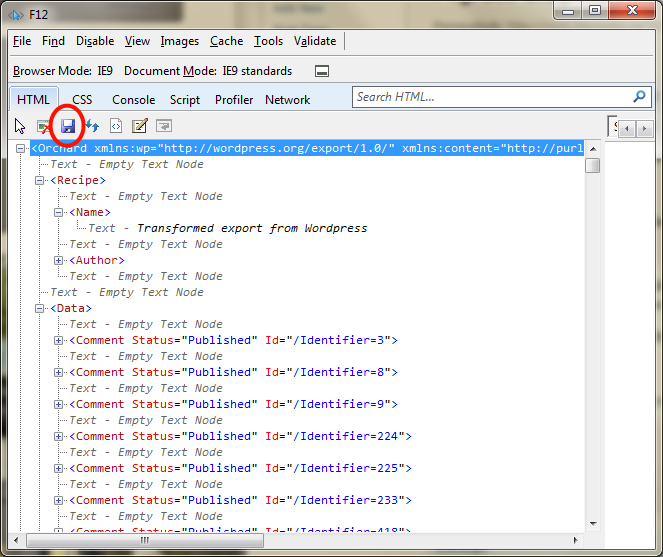 F12
File Find Disable View Images Cache Tools Validate
Browser Mode: IE9 Document Mode: IE9 standards
HTML CSS Console Script Profiler Network Search HTML...
<Orchard xmlns:wp="http://wordpress.org/export/1.0/" xmlns:content="http://purl
Text - Empty Text Node
<Recipe>
Text - Empty Text Node
<Name>
Text - Transformed export from Wordpress
Text - Empty Text Node
<Author>
Text - Empty Text Node
Text - Empty Text Node
<Data>
Text - Empty Text Node
<Comment Status="Published" Id="/Identifier=3">
Text - Empty Text Node
<Comment Status="Published" Id="/Identifier=8">
Text - Empty Text Node
<Comment Status="Published" Id="/Identifier=9">
Text - Empty Text Node
<Comment Status="Published" Id="/Identifier=224">
Text - Empty Text Node
<Comment Status="Published" Id="/Identifier=225">
Text - Empty Text Node
<Comment Status="Published" Id="/Identifier=233">
Text - Empty Text Node
<Comment Status="Published" Id="/Identifier=418">